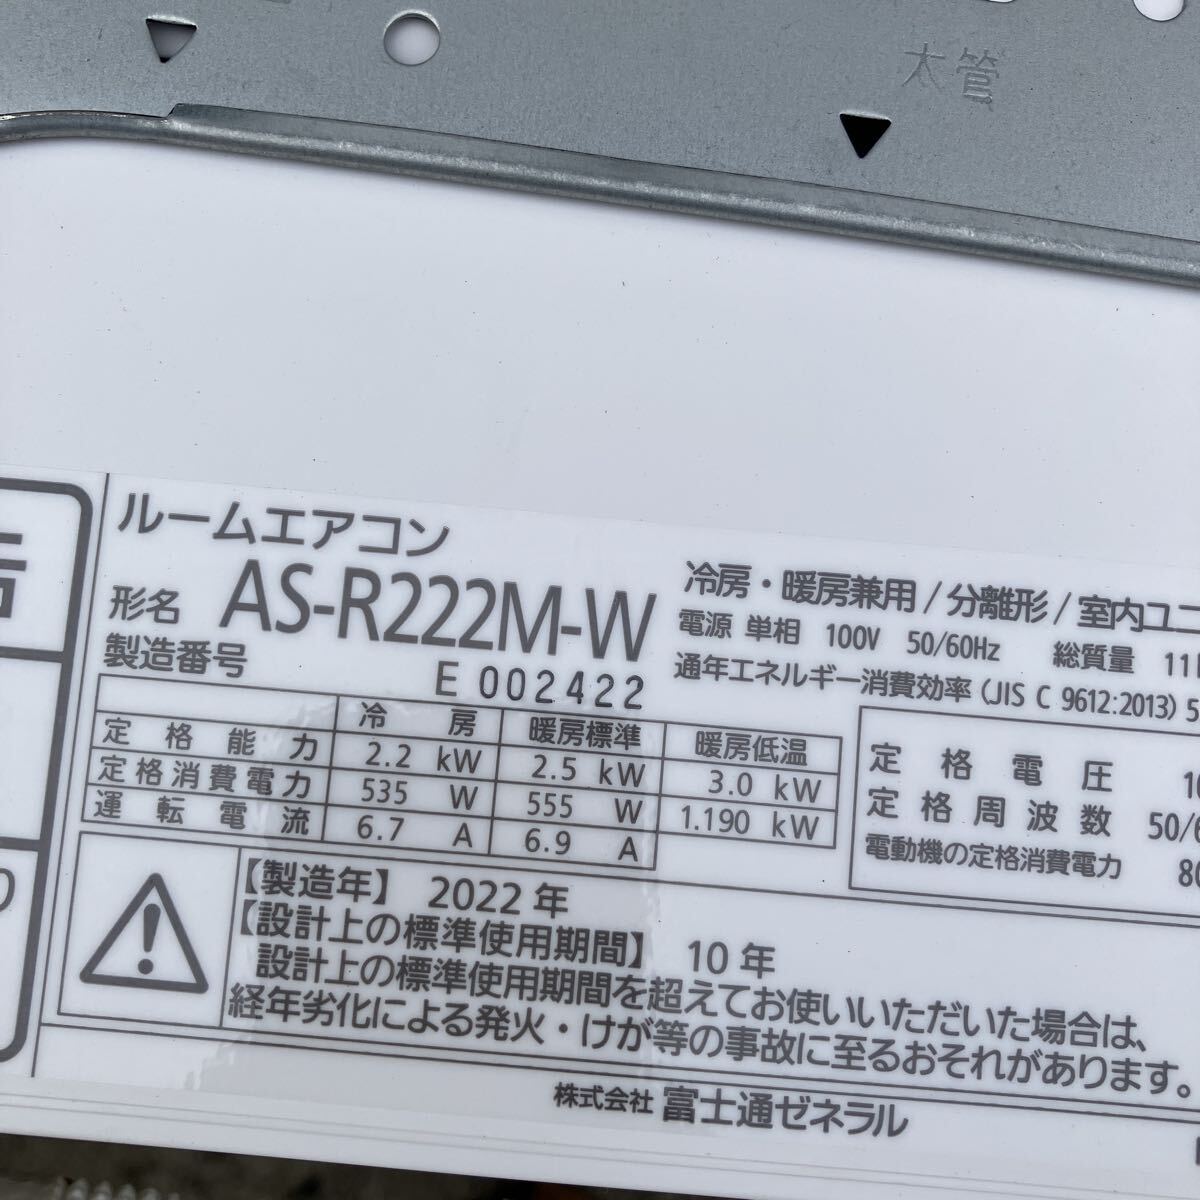 太管
ルームエアコン
形名 AS-R222M-W
製造番号 E 002422
冷房・暖房兼用/分離形/室内ユニ
電源 単相 100V 50/60Hz 総質量 11
通年エネルギー消費効率(JIS C 9612:2013) 5
冷房 暖房標準 暖房低温
定格能力 2.2 kW 2.5 kW 3.0 kW
定格消費電力 535 W 555 W 1.190 kW
運転電流 6.7 A 6.9 A
定格電圧 10
定格周波数 50/6
電動機の定格消費電力 80
【製造年】 2022年
【設計上の標準使用期間】 10年
設計上の標準使用期間を超えてお使いいただいた場合は、
経年劣化による発火・けが等の事故に至るおそれがあります。
株式会社 富士通ゼネラル